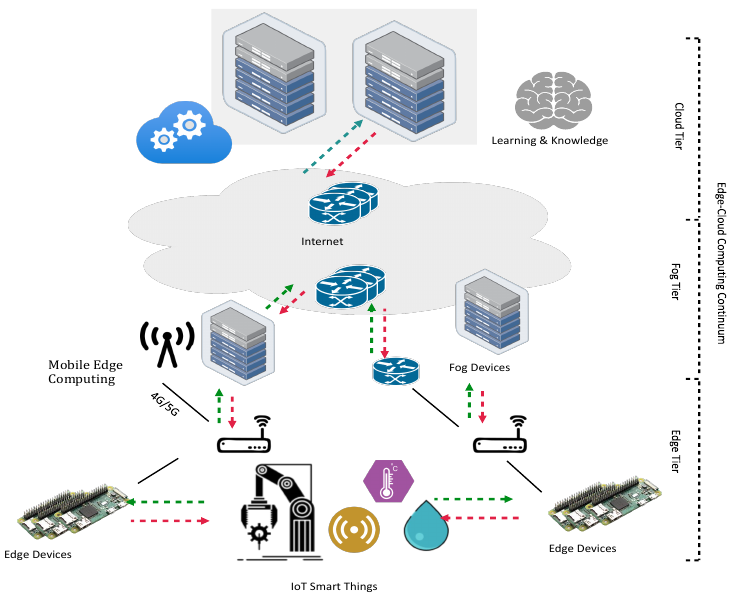 Learning & Knowledge
Cloud Tier
Internet
Edge-Cloud Computing Continuum
Fog Tier
Mobile Edge
Computing
Fog Devices
4G/5G
Edge Tier
°C
Edge Devices
Edge Devices
IoT Smart Things